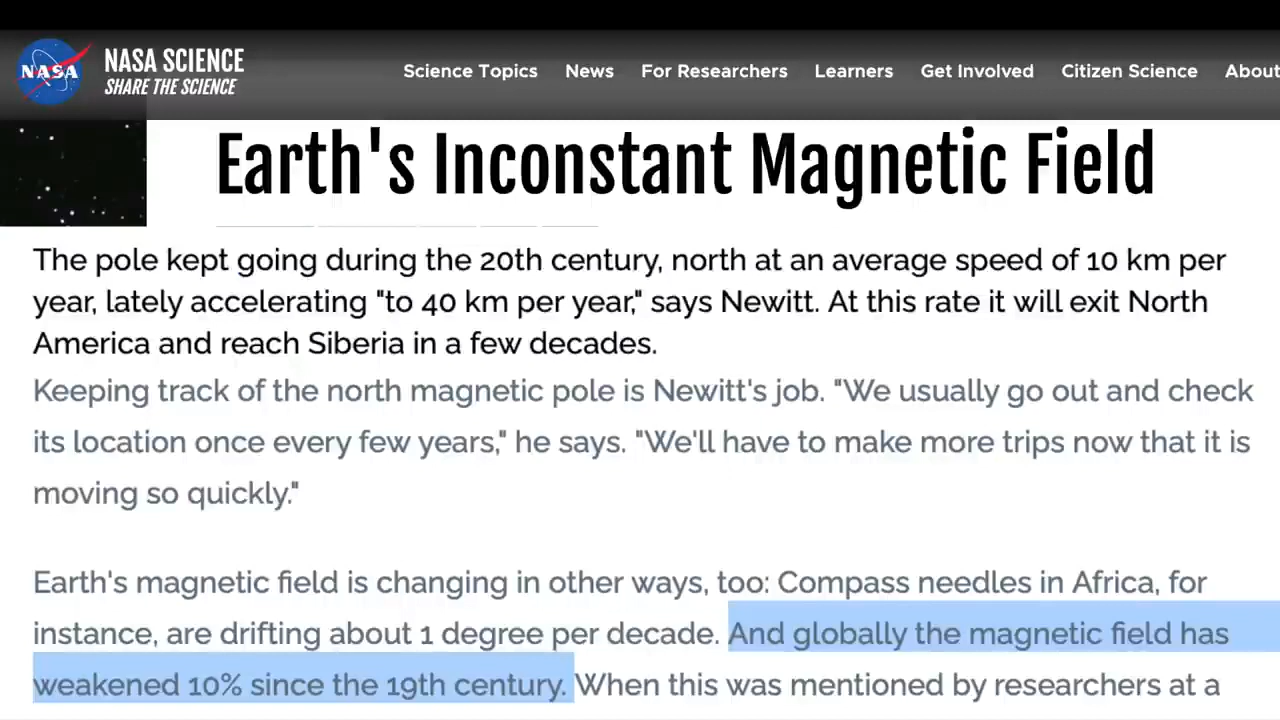 NASA
NASA SCIENCE
SHARE THE SCIENCE
Science Topics News For Researchers Learners Get Involved Citizen Science About
Earth's Inconstant Magnetic Field
The pole kept going during the 20th century, north at an average speed of 10 km per
year, lately accelerating "to 40 km per year," says Newitt. At this rate it will exit North
America and reach Siberia in a few decades.
Keeping track of the north magnetic pole is Newitt's job. "We usually go out and check
its location once every few years," he says. "We'll have to make more trips now that it is
moving so quickly."
Earth's magnetic field is changing in other ways, too: Compass needles in Africa, for
instance, are drifting about 1 degree per decade. And globally the magnetic field has
weakened 10% since the 19th century. When this was mentioned by researchers at a